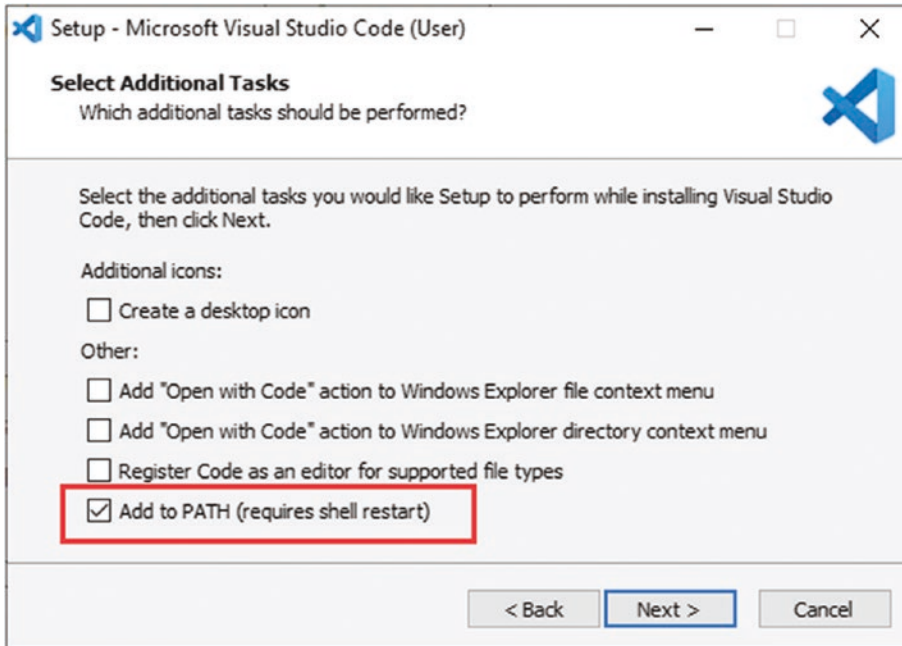 Setup - Microsoft Visual Studio Code (User)
Select Additional Tasks
Which additional tasks should be performed?
Select the additional tasks you would like Setup to perform while installing Visual Studio
Code, then click Next.
Additional icons:
Create a desktop icon
Other:
Add "Open with Code" action to Windows Explorer file context menu
Add "Open with Code" action to Windows Explorer directory context menu
Register Code as an editor for supported file types
Add to PATH (requires shell restart)
< Back Next > Cancel